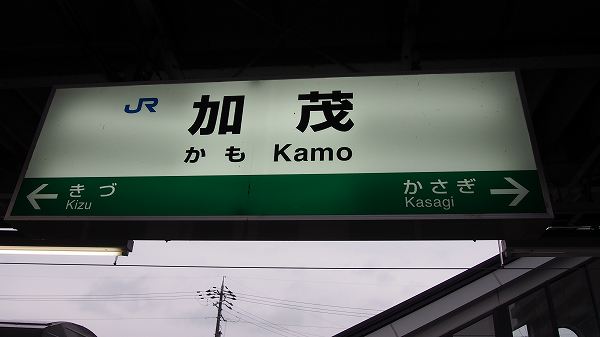 JR 加茂
かも Kamo
← きづ かさぎ →
Kizu Kasagi